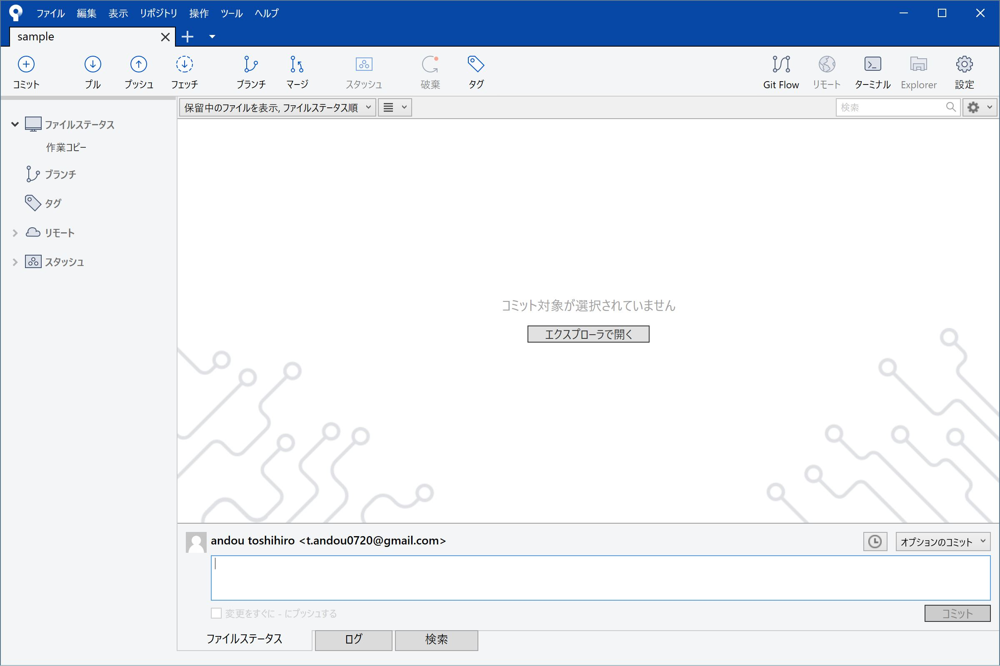 ファイル 編集 表示 リポジトリ 操作 ツール ヘルプ
sample
コミット プル プッシュ フェッチ ブランチ マージ スタッシュ 破棄 タグ Git Flow リモート ターミナル Explorer 設定
保留中のファイルを表示, ファイルステータス順
検索
ファイルステータス
作業コピー
ブランチ
タグ
リモート
スタッシュ
コミット対象が選択されていません
エクスプローラで開く
andou toshihiro <t.andou0720@gmail.com>
オプションのコミット
変更をすぐに - にプッシュする
コミット
ファイルステータス ログ 検索